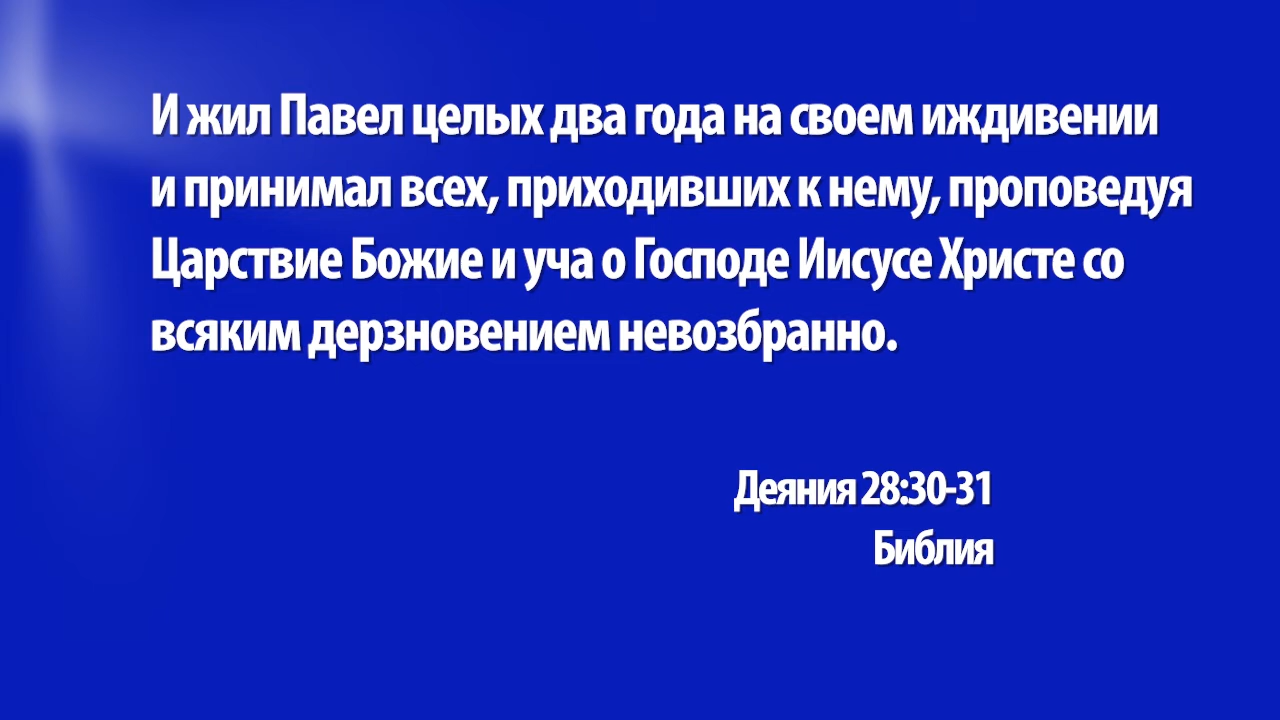 И жил Павел целых два года на своем иждивении
и принимал всех, приходивших к нему, проповедуя
Царствие Божие и уча о Господе Иисусе Христе со
всяким дерзновением невозбранно.
Деяния 28:30-31
Библия